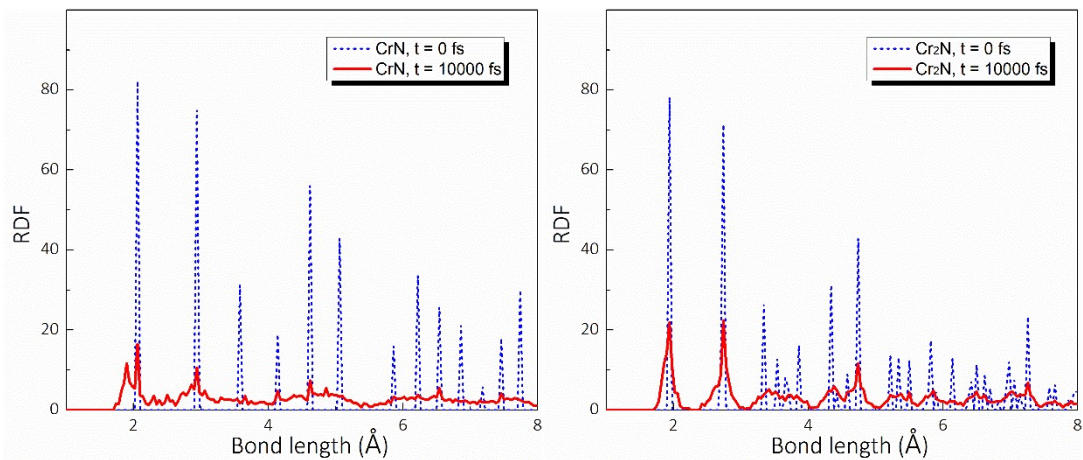 CrN, t = 0 fs
CrN, t = 10000 fs
RDF
80
60
40
20
0
2
4
6
8
Bond length (Å)
Cr₂N, t = 0 fs
Cr₂N, t = 10000 fs
RDF
80
60
40
20
0
2
4
6
8
Bond length (Å)